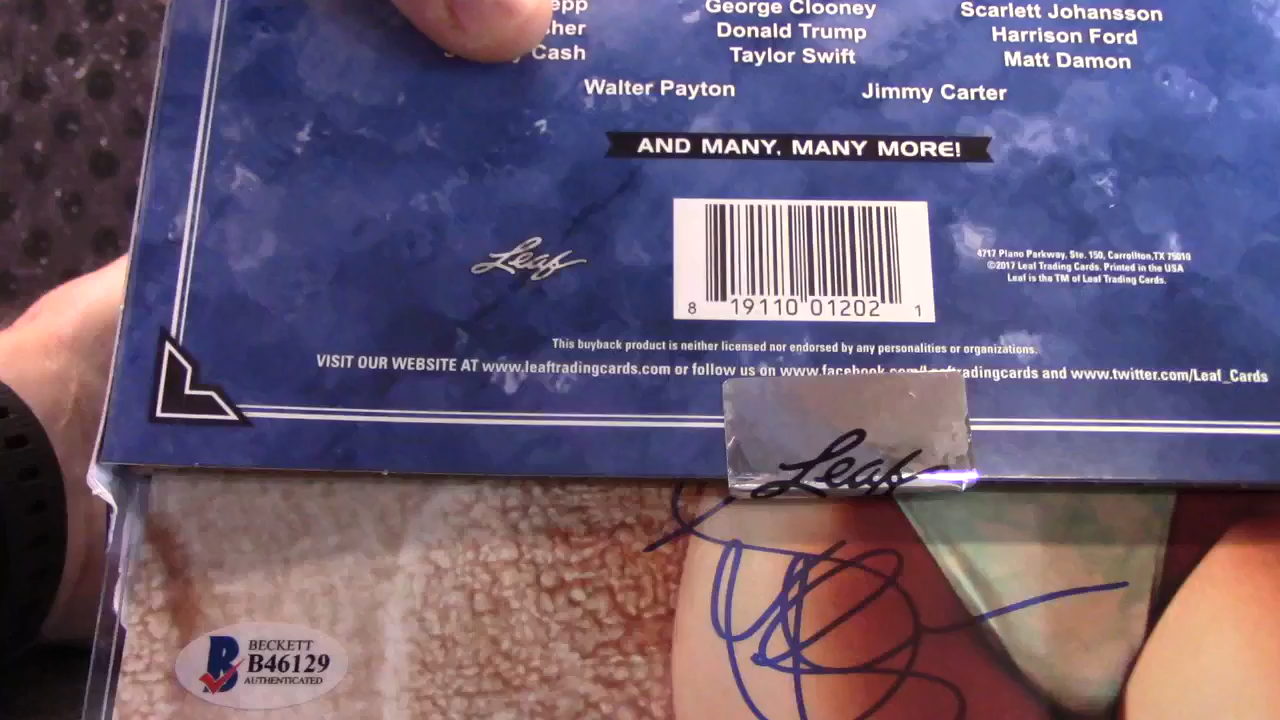 epp George Clooney Scarlett Johansson
her Donald Trump Harrison Ford
Cash Taylor Swift Matt Damon
Walter Payton Jimmy Carter
AND MANY, MANY MORE!
Leaf
8 19110 01202 1
4717 Plano Parkway, Ste. 150, Carrollton, TX 75010
©2017 Leaf Trading Cards. Printed in the USA
Leaf is the TM of Leaf Trading Cards.
This buyback product is neither licensed nor endorsed by any personalities or organizations.
VISIT OUR WEBSITE AT www.leaftradingcards.com or follow us on www.facebook.com/leaftradingcards and www.twitter.com/Leaf_Cards
Leaf
BECKETT
B46129
AUTHENTICATED